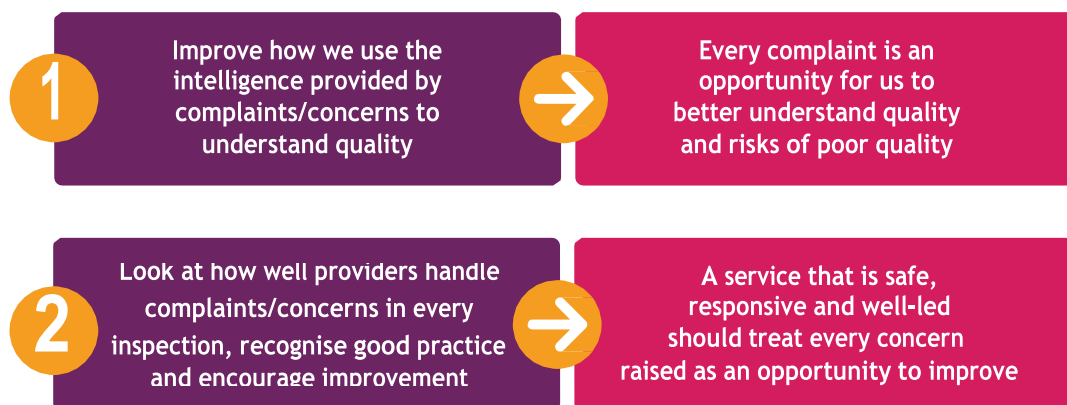 1
Improve how we use the
intelligence provided by
complaints/concerns to
understand quality
Every complaint is an
opportunity for us to
better understand quality
and risks of poor quality
2
Look at how well providers handle
complaints/concerns in every
inspection, recognise good practice
and encourage improvement
A service that is safe,
responsive and well-led
should treat every concern
raised as an opportunity to improve